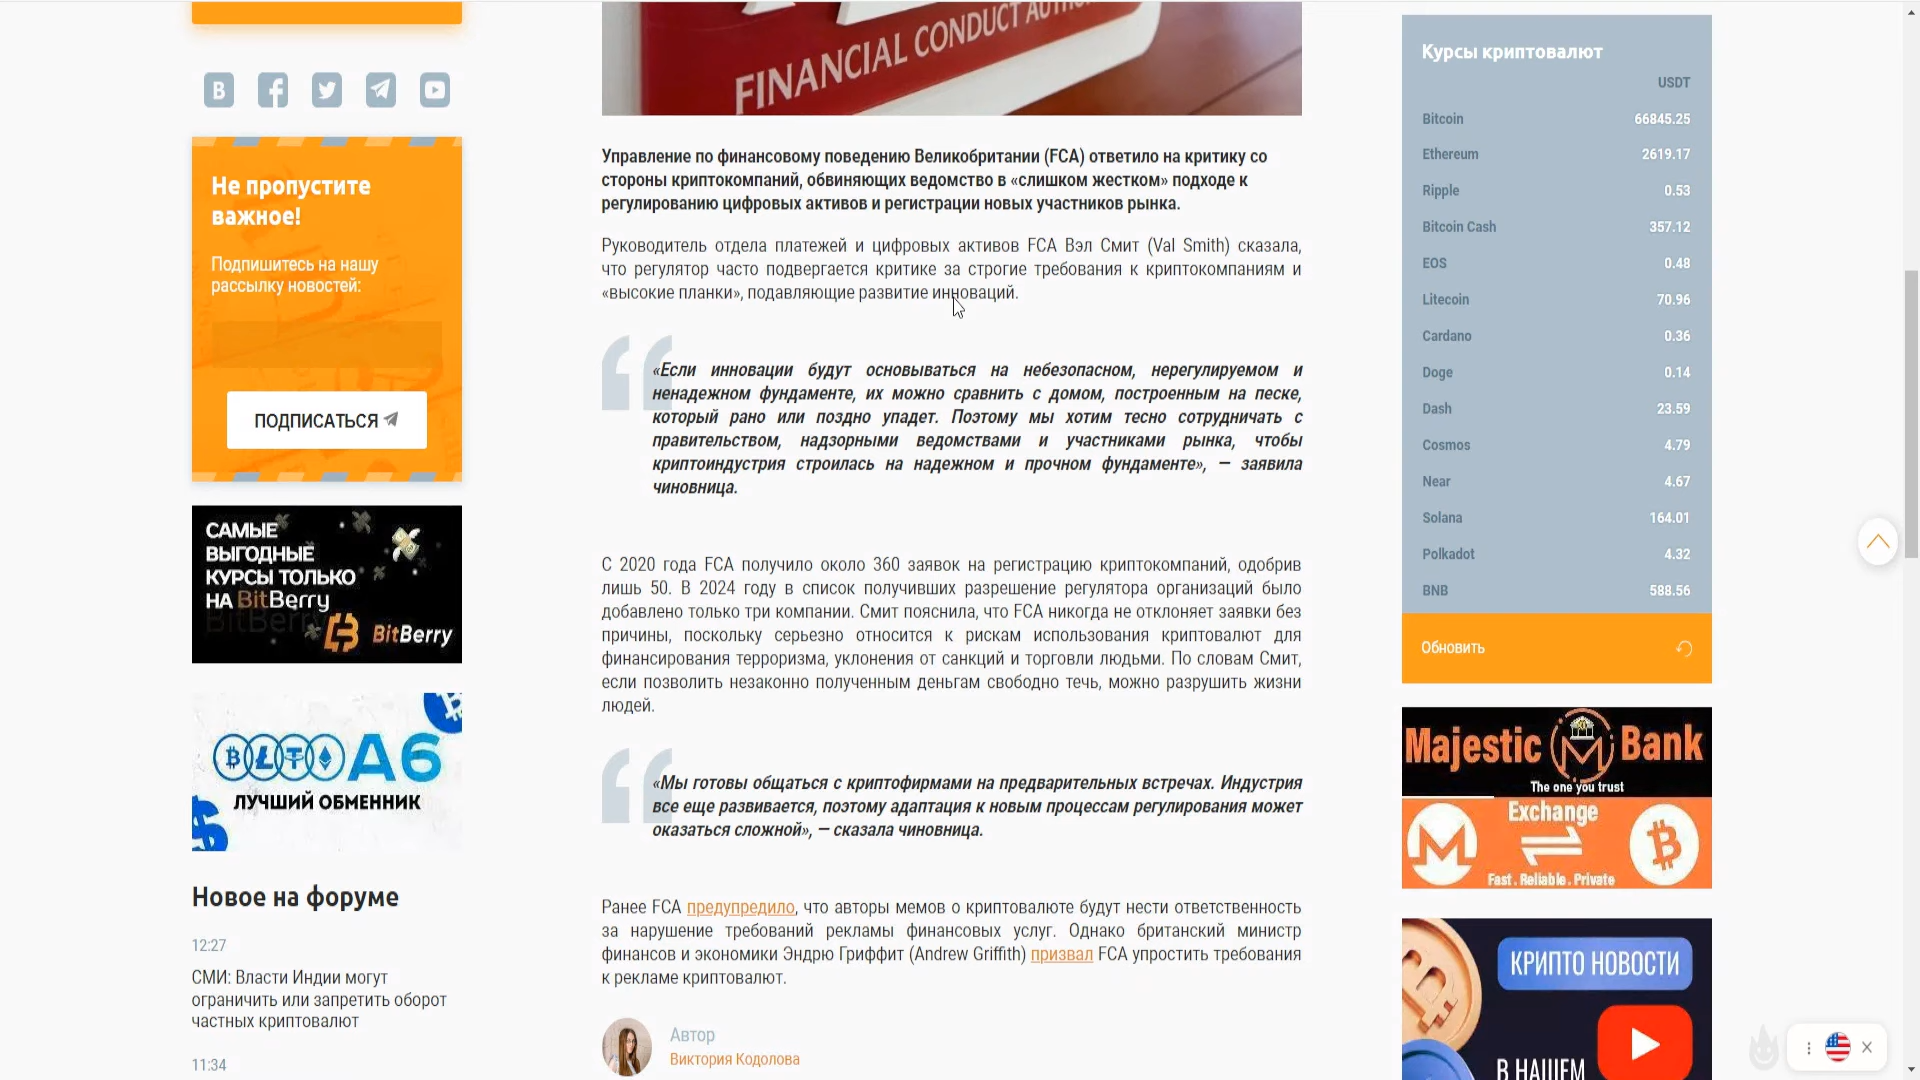 FINANCIAL CONDUCT
Не пропустите
важное!
Подпишитесь на нашу
рассылку новостей:
ПОДПИСАТЬСЯ
САМЫЕ
ВЫГОДНЫЕ
КУРСЫ ТОЛЬКО
НА BitBerry
BitBerry
А6
ЛУЧШИЙ ОБМЕННИК
Новое на форуме
12:27
СМИ: Власти Индии могут
ограничить или запретить оборот
частных криптовалют
11:34
Управление по финансовому поведению Великобритании (FCA) ответило на критику со
стороны криптокомпаний, обвиняющих ведомство в «слишком жестком» подходе к
регулированию цифровых активов и регистрации новых участников рынка.
Руководитель отдела платежей и цифровых активов FCA Вэл Смит (Val Smith) сказала,
что регулятор часто подвергается критике за строгие требования к криптокомпаниям и
«высокие планки», подавляющие развитие инноваций.
«Если инновации будут основываться на небезопасном, нерегулируемом и
ненадежном фундаменте, их можно сравнить с домом, построенным на песке,
который рано или поздно упадет. Поэтому мы хотим тесно сотрудничать с
правительством, надзорными ведомствами и участниками рынка, чтобы
криптоиндустрия строилась на надежном и прочном фундаменте», — заявила
чиновница.
С 2020 года FCA получило около 360 заявок на регистрацию криптокомпаний, одобрив
лишь 50. В 2024 году в список получивших разрешение регулятора организаций было
добавлено только три компании. Смит пояснила, что FCA никогда не отклоняет заявки без
причины, поскольку серьезно относится к рискам использования криптовалют для
финансирования терроризма, уклонения от санкций и торговли людьми. По словам Смит,
если позволить незаконно полученным деньгам свободно течь, можно разрушить жизни
людей.
«Мы готовы общаться с криптофирмами на предварительных встречах. Индустрия
все еще развивается, поэтому адаптация к новым процессам регулирования может
оказаться сложной», — сказала чиновница.
Ранее FCA предупредило, что авторы мемов о криптовалюте будут нести ответственность
за нарушение требований рекламы финансовых услуг. Однако британский министр
финансов и экономики Эндрю Гриффит (Andrew Griffith) призвал FCA упростить требования
к рекламе криптовалют.
Автор
Виктория Кодолова
Курсы криптовалют
USDT
Bitcoin 66845.25
Ethereum 2619.17
Ripple 0.53
Bitcoin Cash 357.12
EOS 0.48
Litecoin 70.96
Cardano 0.36
Doge 0.14
Dash 23.59
Cosmos 4.79
Near 4.67
Solana 164.01
Polkadot 4.32
BNB 588.56
Обновить
Majestic Bank
The one you trust
Exchange
Fast . Reliable . Private
КРИПТО НОВОСТИ
В НАШЕМ